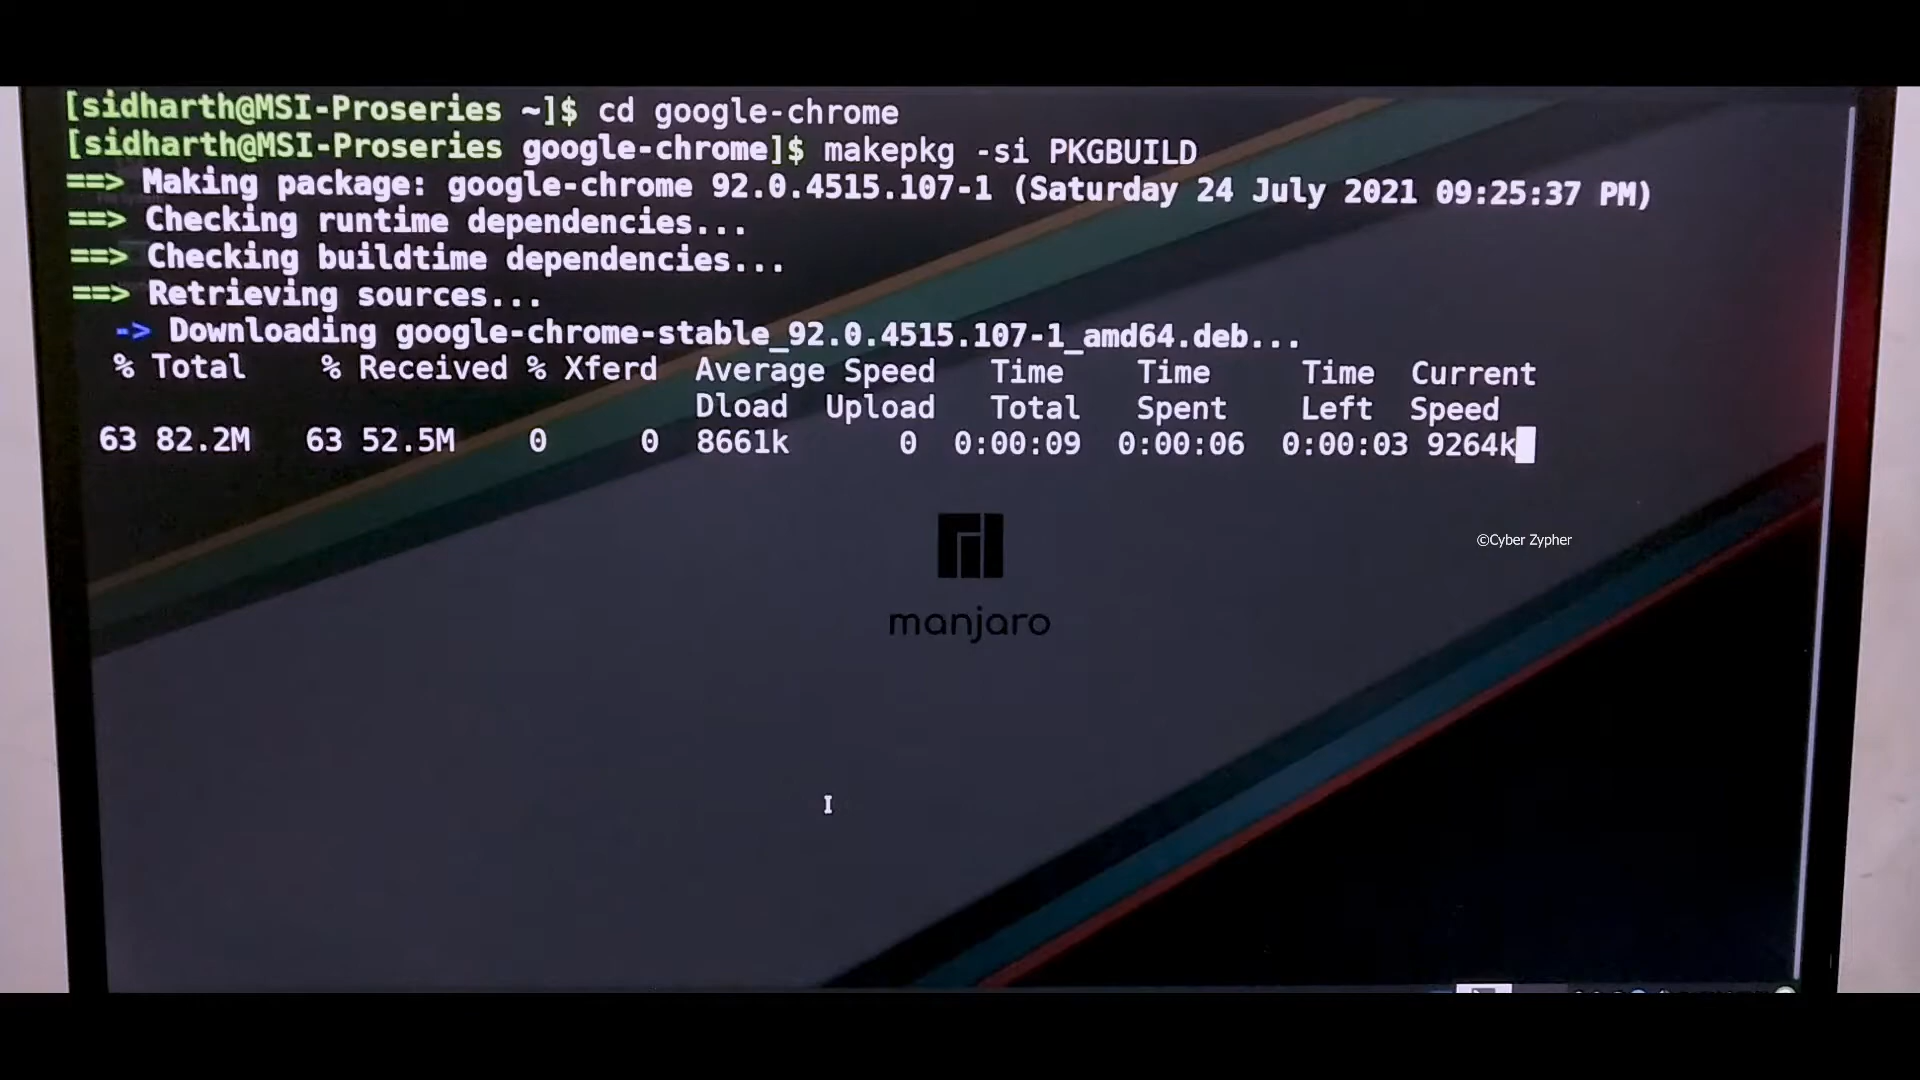 [sidharth@MSI-Proseries ~]$ cd google-chrome
[sidharth@MSI-Proseries google-chrome]$ makepkg -si PKGBUILD
==> Making package: google-chrome 92.0.4515.107-1 (Saturday 24 July 2021 09:25:37 PM)
==> Checking runtime dependencies...
==> Checking buildtime dependencies...
==> Retrieving sources...
-> Downloading google-chrome-stable_92.0.4515.107-1_amd64.deb...
% Total % Received % Xferd Average Speed Time Time Time Current
Dload Upload Total Spent Left Speed
63 82.2M 63 52.5M 0 0 8661k 0 0:00:09 0:00:06 0:00:03 9264k
©Cyber Zypher
manjaro